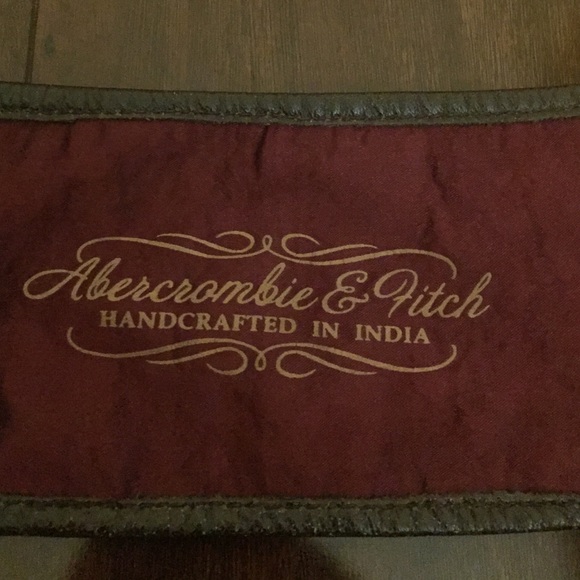 Abercrombie & Fitch
HANDCRAFTED IN INDIA